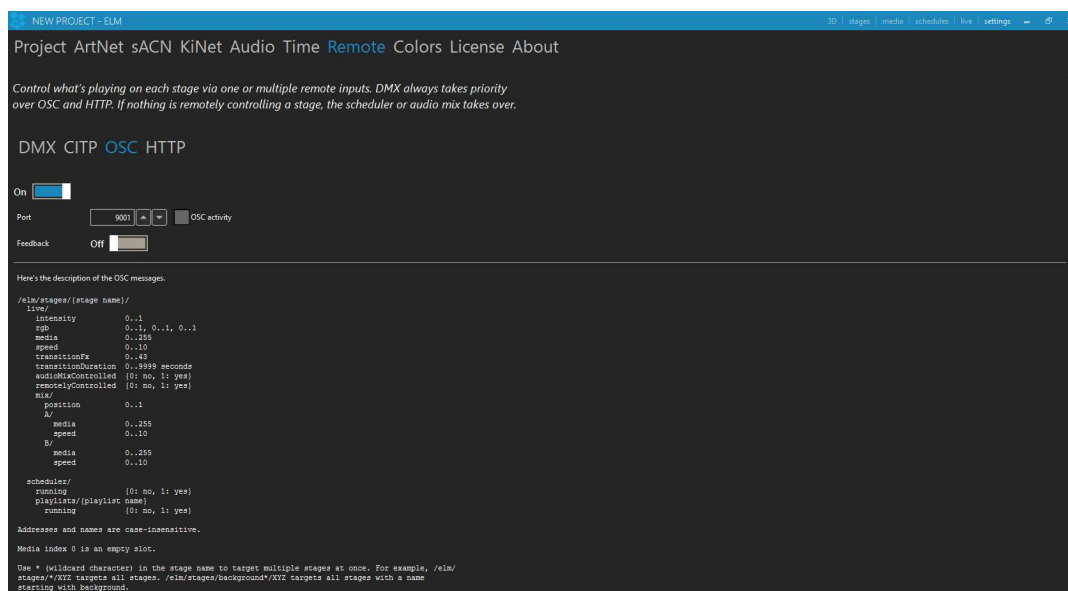 NEW PROJECT - ELM
3D | stages | media | schedules | live | settings
Project ArtNet sACN KiNet Audio Time Remote Colors License About
Control what's playing on each stage via one or multiple remote inputs. DMX always takes priority
over OSC and HTTP. If nothing is remotely controlling a stage, the scheduler or audio mix takes over.
DMX CITP OSC HTTP
On
Port 9001 OSC activity
Feedback Off
Here's the description of the OSC messages.
/elm/stages/{stage name}/
live/
intensity 0..1
rgb 0..1, 0..1, 0..1
media 0..255
speed 0..10
transitionFx 0..43
transitionDuration 0..9999 seconds
audioMixControlled {0: no, 1: yes}
remotelyControlled {0: no, 1: yes}
mix/
position 0..1
A/
media 0..255
speed 0..10
B/
media 0..255
speed 0..10
scheduler/
running {0: no, 1: yes}
playlists/{playlist name}
running {0: no, 1: yes}
Addresses and names are case-insensitive.
Media index 0 is an empty slot.
Use * (wildcard character) in the stage name to target multiple stages at once. For example, /elm/
stages/*/XYZ targets all stages. /elm/stages/background*/XYZ targets all stages with a name
starting with background.